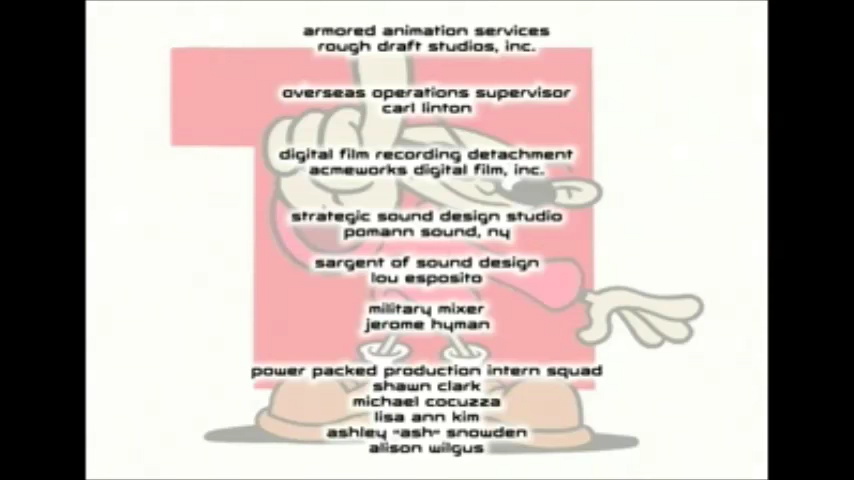 armored animation services
rough draft studios, inc.
overseas operations supervisor
carl linton
digital film recording detachment
acmeworks digital film, inc.
strategic sound design studio
pomann sound, ny
sargent of sound design
lou esposito
military mixer
jerome hyman
power packed production intern squad
shawn clark
michael cocuzza
lisa ann kim
ashley "ash" snowden
alison wilgus